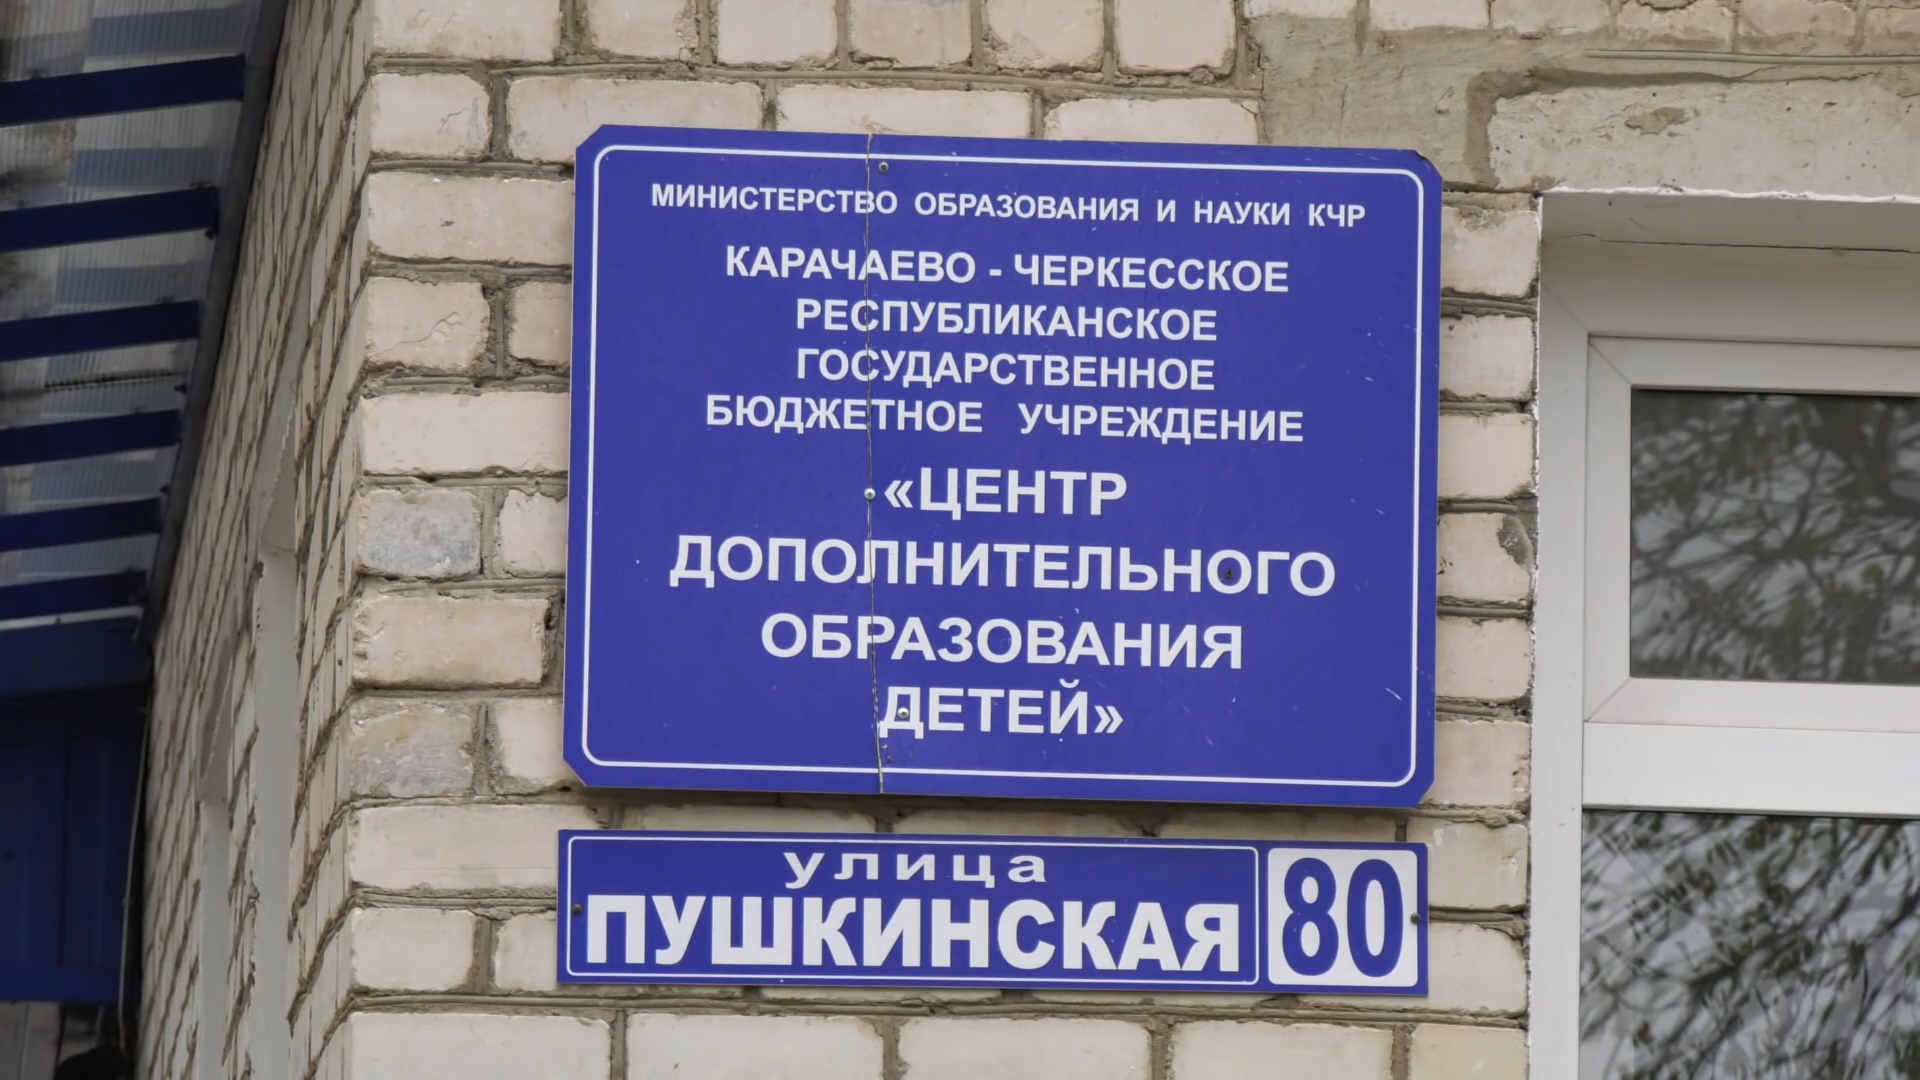 МИНИСТЕРСТВО ОБРАЗОВАНИЯ И НАУКИ КЧР
КАРАЧАЕВО - ЧЕРКЕССКОЕ
РЕСПУБЛИКАНСКОЕ
ГОСУДАРСТВЕННОЕ
БЮДЖЕТНОЕ УЧРЕЖДЕНИЕ
«ЦЕНТР
ДОПОЛНИТЕЛЬНОГО
ОБРАЗОВАНИЯ
ДЕТЕЙ»
улица
ПУШКИНСКАЯ 80